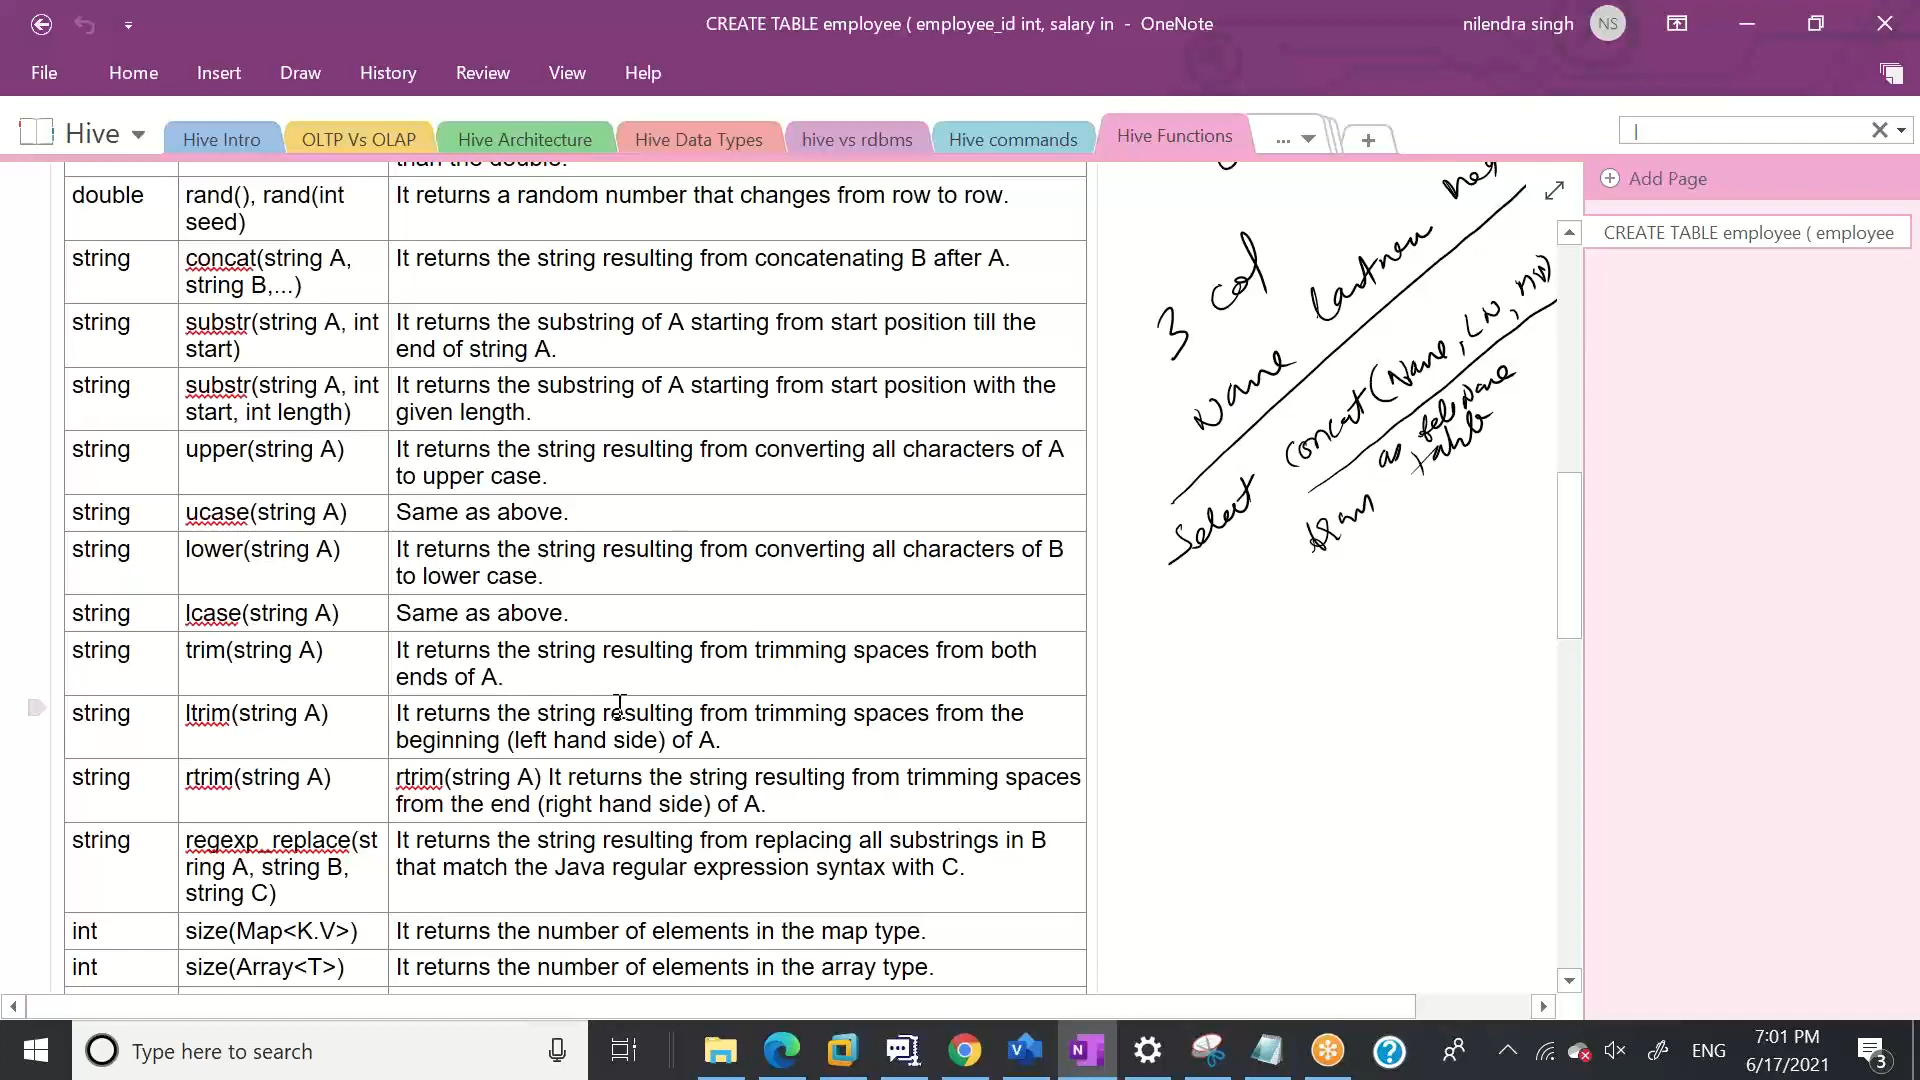 CREATE TABLE employee ( employee_id int, salary in - OneNote
nilendra singh
NS
File Home Insert Draw History Review View Help
Hive
Hive Intro
OLTP Vs OLAP
Hive Architecture
Hive Data Types
hive vs rdbms
Hive commands
Hive Functions
...
Add Page
CREATE TABLE employee ( employee
than the double.
double rand(), rand(int It returns a random number that changes from row to row.
seed)
string concat(string A, It returns the string resulting from concatenating B after A.
string B,...)
string substr(string A, int It returns the substring of A starting from start position till the
start) end of string A.
string substr(string A, int It returns the substring of A starting from start position with the
start, int length) given length.
string upper(string A) It returns the string resulting from converting all characters of A
to upper case.
string ucase(string A) Same as above.
string lower(string A) It returns the string resulting from converting all characters of B
to lower case.
string lcase(string A) Same as above.
string trim(string A) It returns the string resulting from trimming spaces from both
ends of A.
string ltrim(string A) It returns the string resulting from trimming spaces from the
beginning (left hand side) of A.
string rtrim(string A) rtrim(string A) It returns the string resulting from trimming spaces
from the end (right hand side) of A.
string regexp_replace(st It returns the string resulting from replacing all substrings in B
ring A, string B, that match the Java regular expression syntax with C.
string C)
int size(Map<K.V>) It returns the number of elements in the map type.
int size(Array<T>) It returns the number of elements in the array type.
3 col
Name
Select concat(Name, LN,
as
table
Type here to search
ENG
7:01 PM
6/17/2021
3